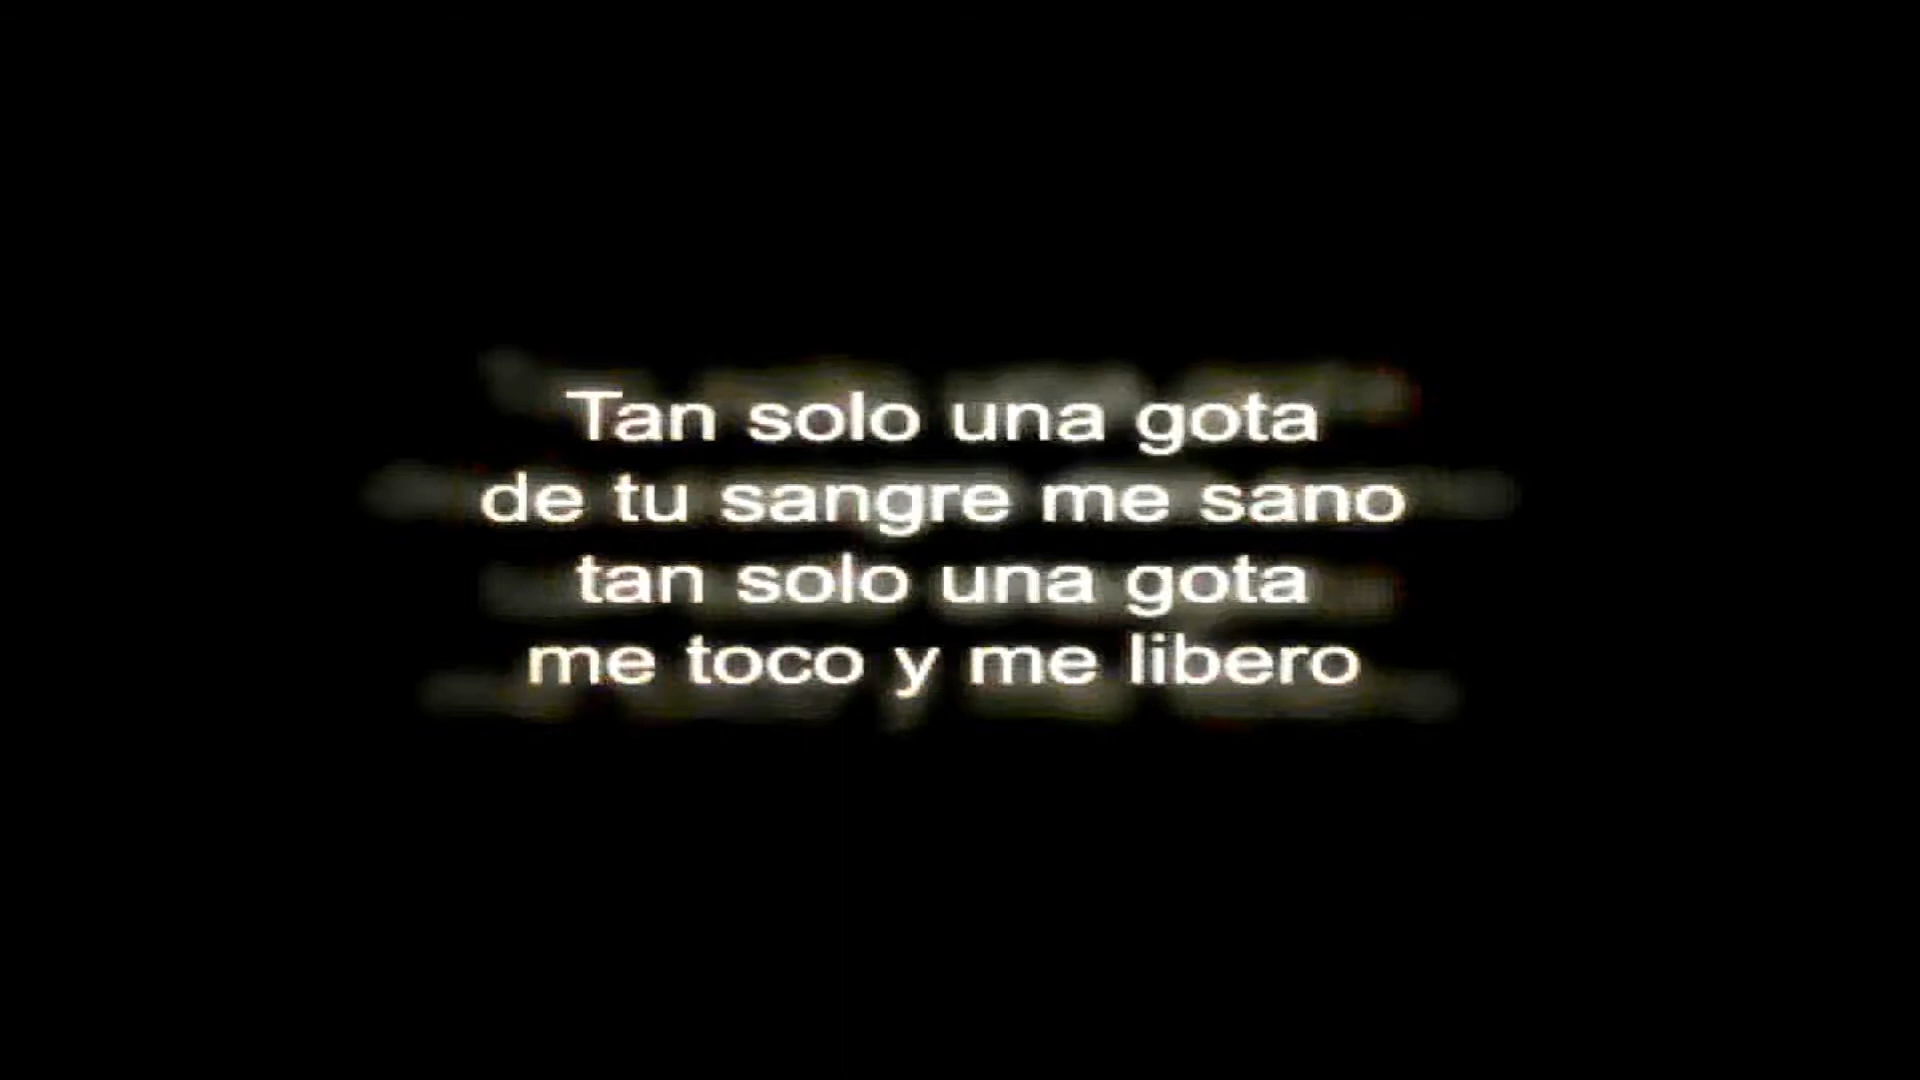 Tan solo una gota
de tu sangre me sano
tan solo una gota
me toco y me libero